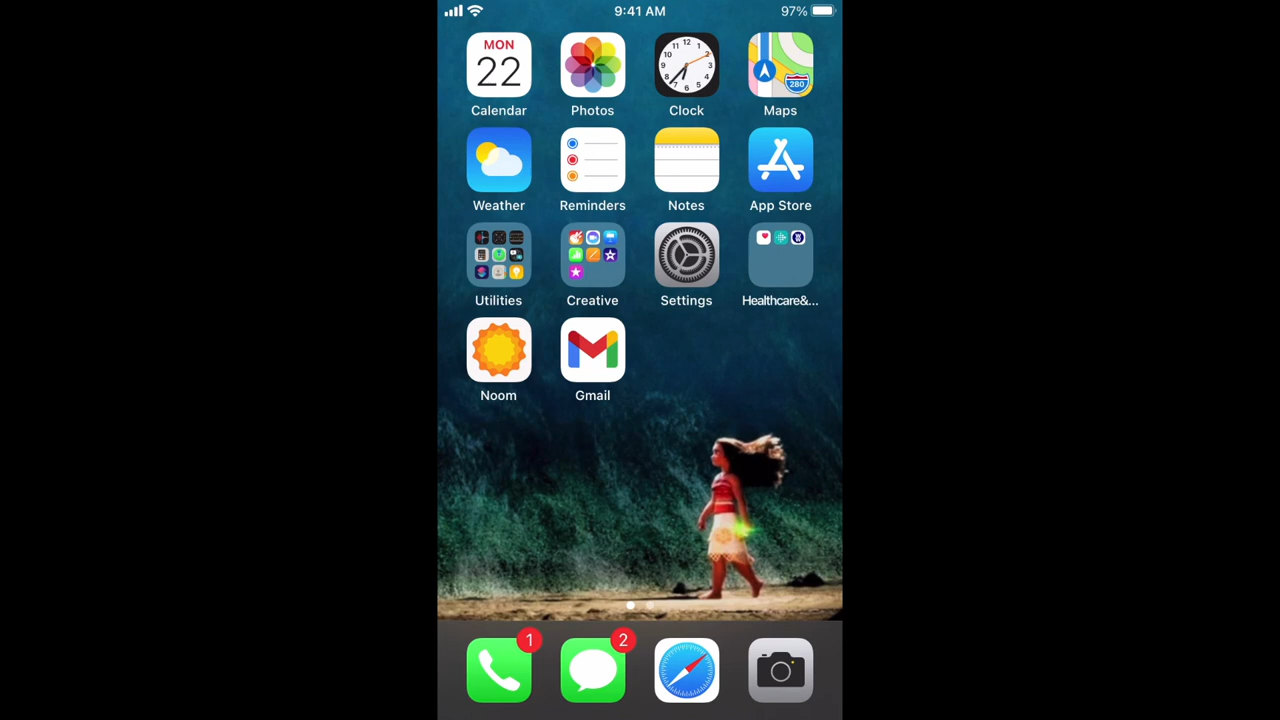 9:41 AM
97%
MON
22
Calendar
Photos
Clock
280
Maps
Weather
Reminders
Notes
App Store
Utilities
Creative
Settings
Healthcare&...
Noom
Gmail
1
2